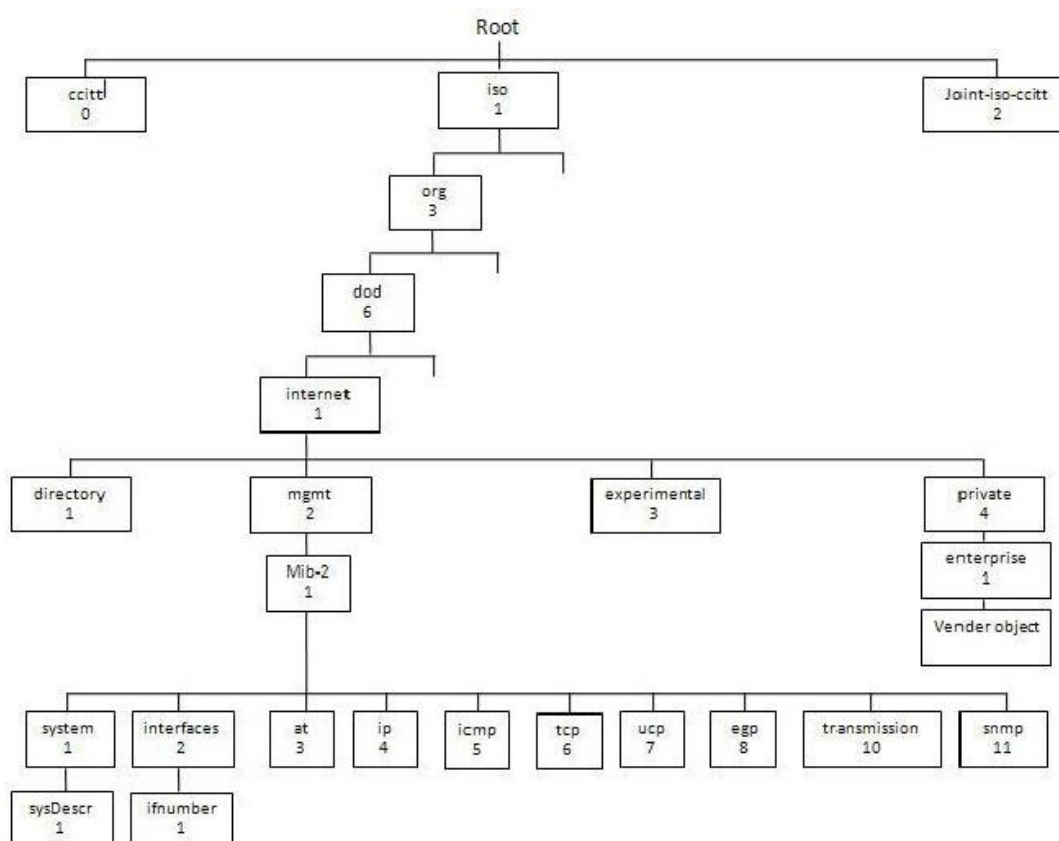 Root
ccitt
0
iso
1
Joint-iso-ccitt
2
org
3
dod
6
internet
1
directory
1
mgmt
2
experimental
3
private
4
Mib-2
1
enterprise
1
Vender object
system
1
interfaces
2
at
3
ip
4
icmp
5
tcp
6
ucp
7
egp
8
transmission
10
snmp
11
sysDescr
1
ifnumber
1